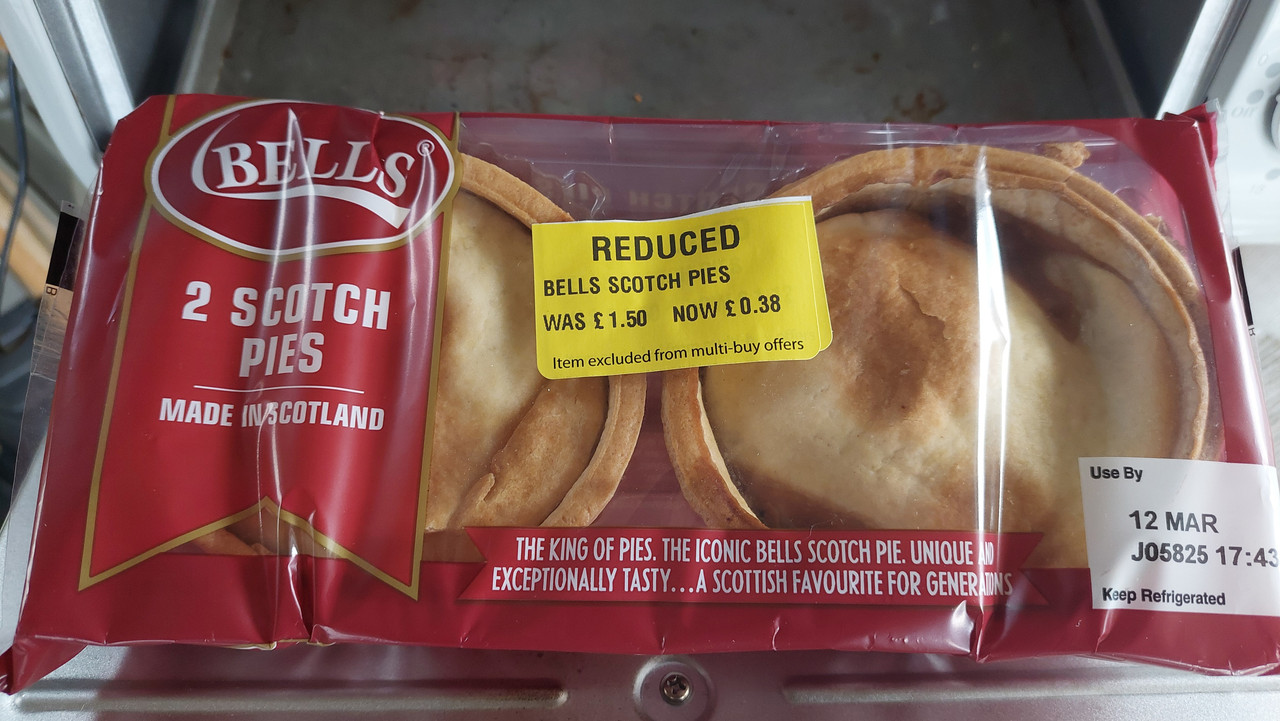 BELLS®
2 SCOTCH
PIES
MADE IN SCOTLAND
REDUCED
BELLS SCOTCH PIES
WAS £1.50 NOW £0.38
Item excluded from multi-buy offers
THE KING OF PIES. THE ICONIC BELLS SCOTCH PIE. UNIQUE AND
EXCEPTIONALLY TASTY...A SCOTTISH FAVOURITE FOR GENERATIONS
Use By
12 MAR
J05825 17:43
Keep Refrigerated